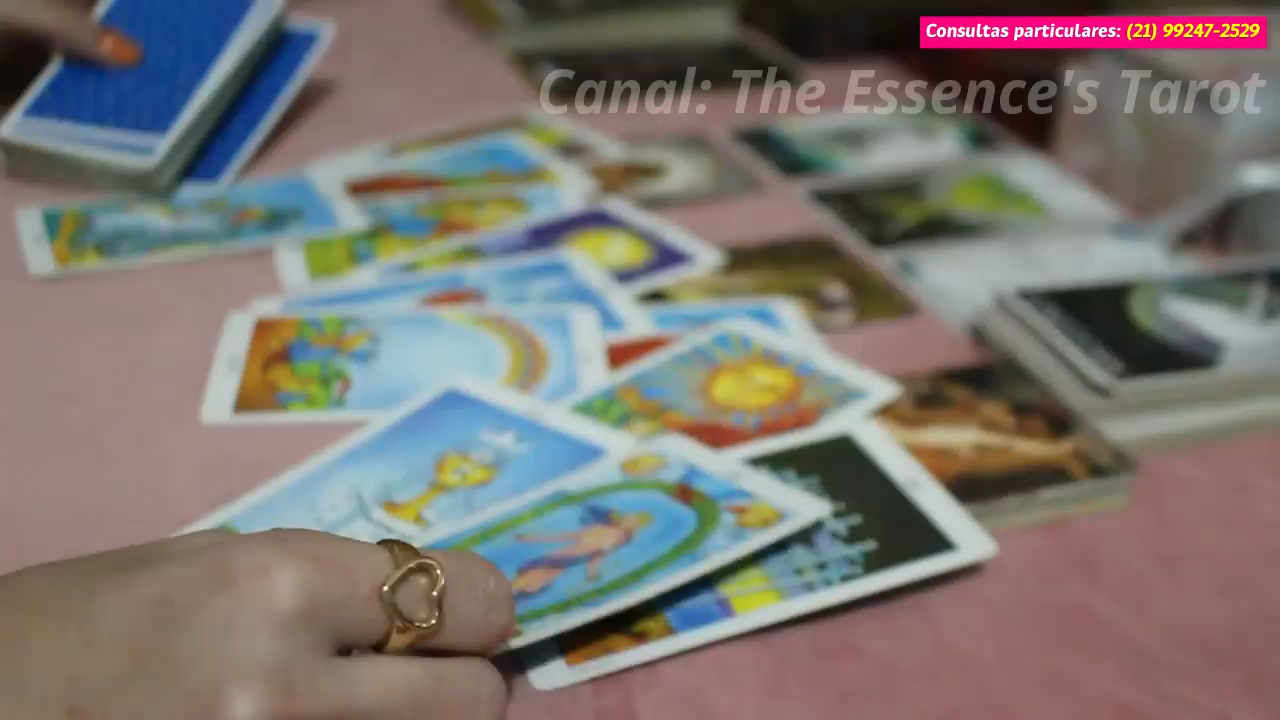 Consultas particulares: (21) 99247-2529
Canal: The Essence's Tarot